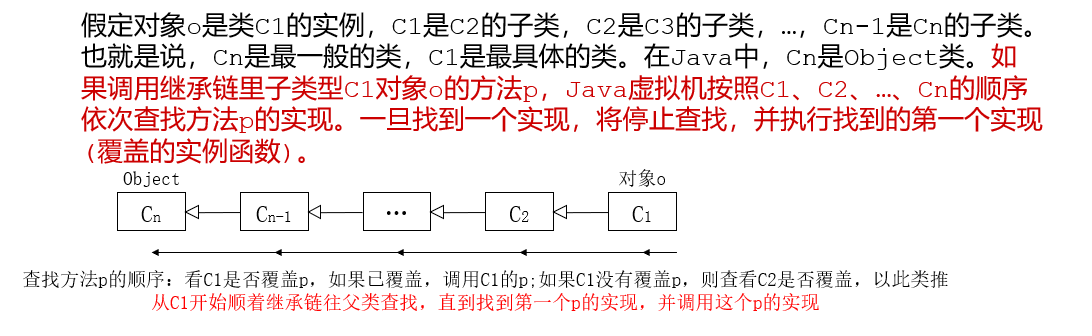 假定对象o是类C1的实例，C1是C2的子类，C2是C3的子类，…，Cn-1是Cn的子类。
也就是说，Cn是最一般的类，C1是最具体的类。在Java中，Cn是Object类。如
果调用继承链里子类型C1对象o的方法p，Java虚拟机按照C1、C2、…、Cn的顺序
依次查找方法p的实现。一旦找到一个实现，将停止查找，并执行找到的第一个实现
(覆盖的实例函数)。
Object 对象o
Cn Cn-1 … C2 C1
查找方法p的顺序：看C1是否覆盖p，如果已覆盖，调用C1的p;如果C1没有覆盖p，则查看C2是否覆盖，以此类推
从C1开始顺着继承链往父类查找，直到找到第一个p的实现，并调用这个p的实现